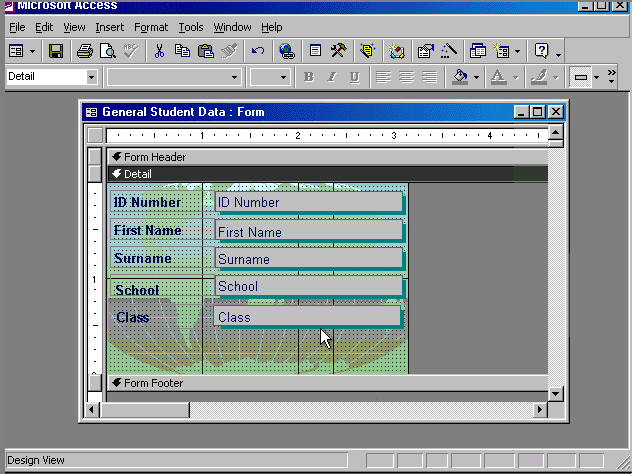 Microsoft Access
File Edit View Insert Format Tools Window Help
Detail B I U A
General Student Data : Form
1 2 3 4
Form Header
Detail
ID Number ID Number
First Name First Name
Surname Surname
1
School School
Class Class
Form Footer
Design View